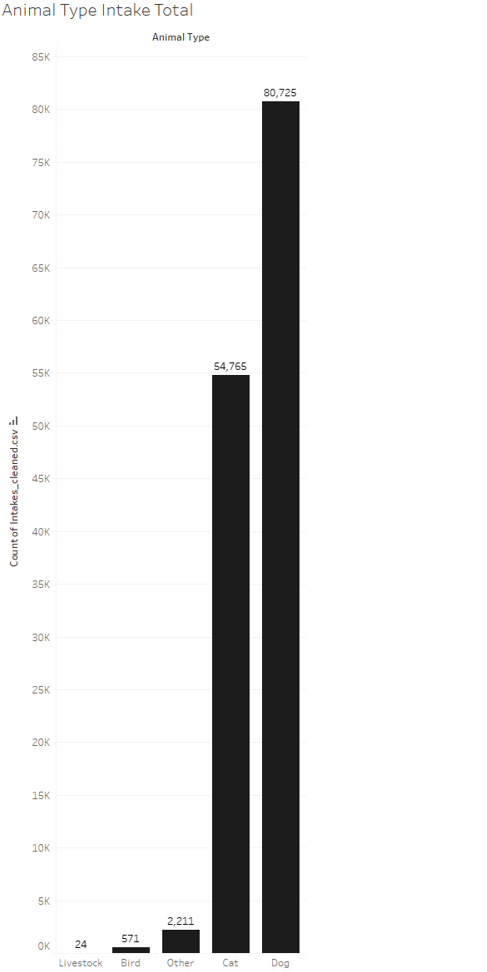 Animal Type Intake Total
Animal Type
85K
80K
75K
70K
65K
60K
55K
50K
45K
40K
35K
30K
25K
20K
15K
10K
5K
0K
Count of Intakes_cleaned.csv
24
571
2,211
54,765
80,725
Livestock Bird Other Cat Dog